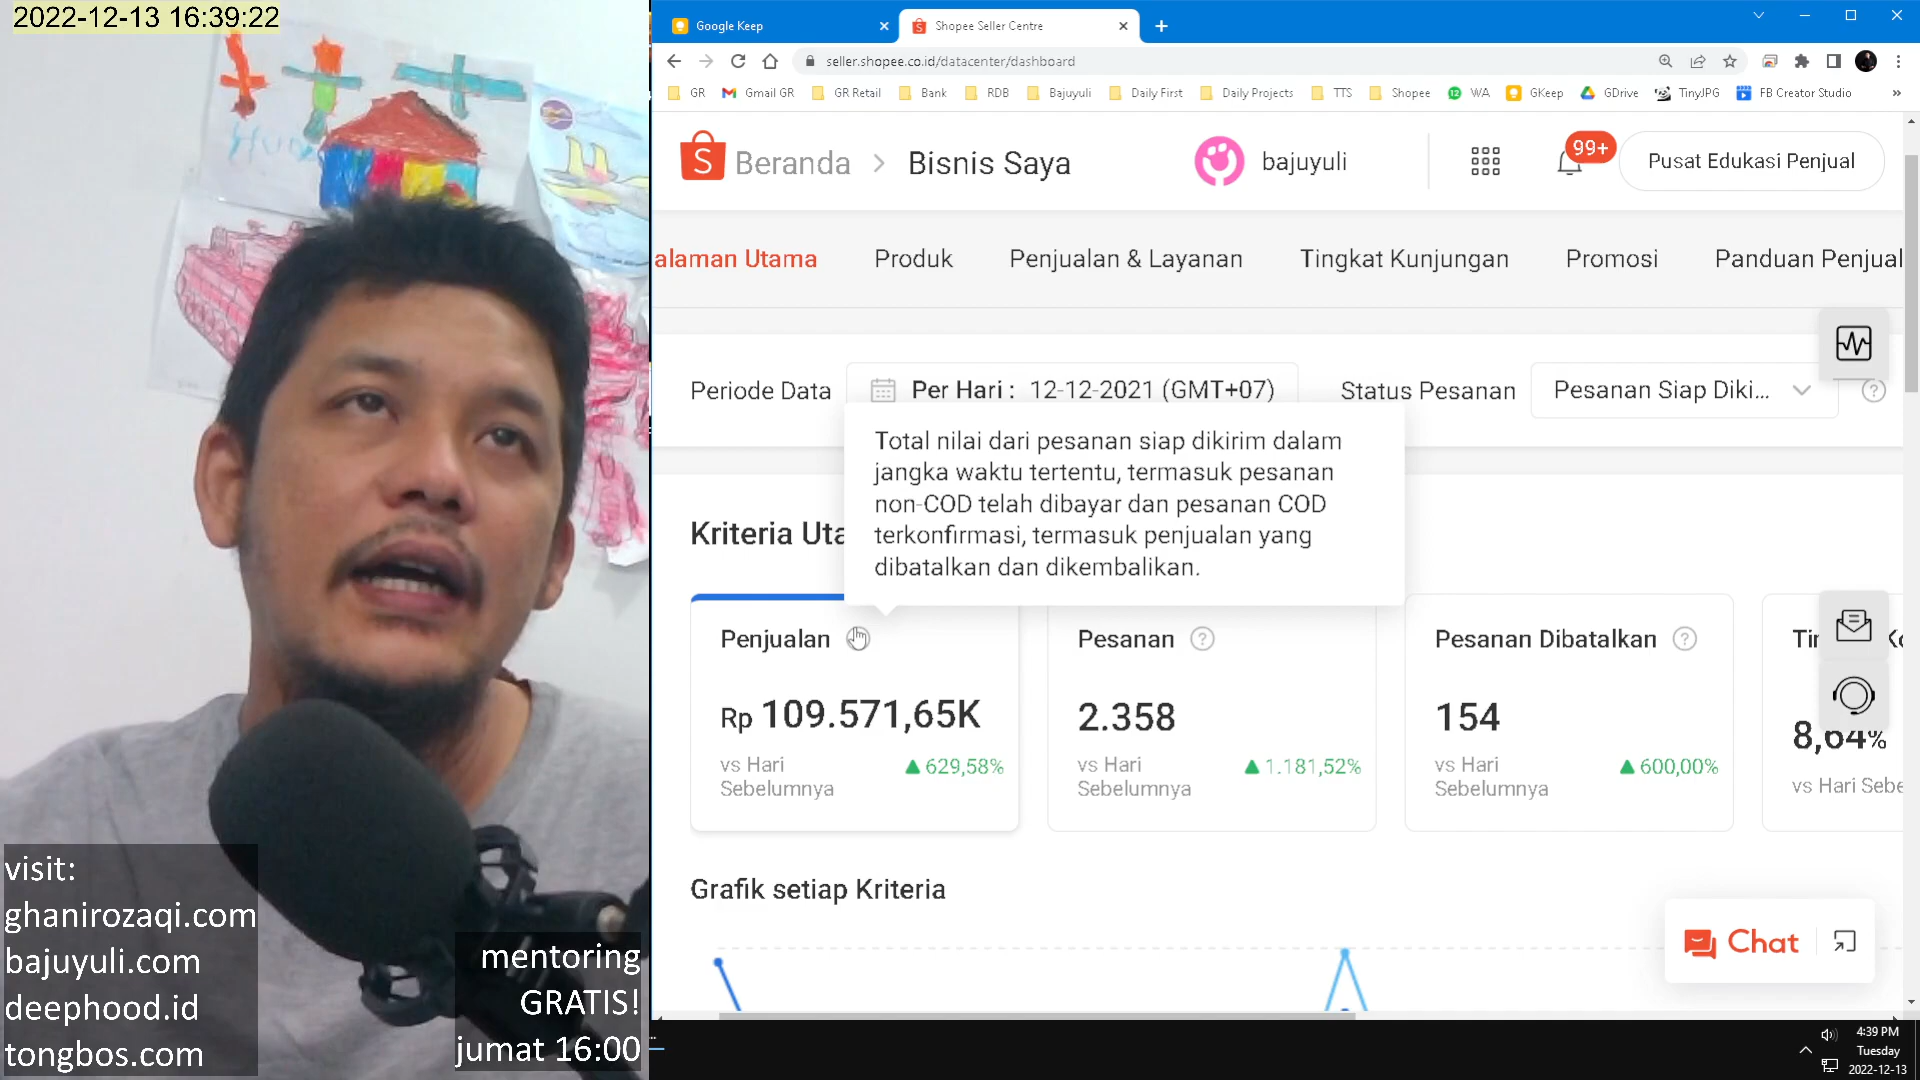 2022-12-13 16:39:22
Google Keep
Shopee Seller Centre
seller.shopee.co.id/datacenter/dashboard
GR
Gmail GR
GR Retail
Bank
RDB
Bajuyuli
Daily First
Daily Projects
TTS
Shopee
WA
GKeep
GDrive
TinyJPG
FB Creator Studio
»
Beranda > Bisnis Saya
bajuyuli
99+
Pusat Edukasi Penjual
alaman Utama
Produk
Penjualan & Layanan
Tingkat Kunjungan
Promosi
Panduan Penjual
Periode Data
Per Hari : 12-12-2021 (GMT+07)
Status Pesanan
Pesanan Siap Diki...
Total nilai dari pesanan siap dikirim dalam
jangka waktu tertentu, termasuk pesanan
non-COD telah dibayar dan pesanan COD
terkonfirmasi, termasuk penjualan yang
dibatalkan dan dikembalikan.
Kriteria Uta
Penjualan
Rp 109.571,65K
vs Hari
Sebelumnya
629,58%
Pesanan
2.358
vs Hari
Sebelumnya
1.181,52%
Pesanan Dibatalkan
154
vs Hari
Sebelumnya
600,00%
8,64%
vs Hari Sebe
Grafik setiap Kriteria
Chat
visit:
ghanirozaqi.com
bajuyuli.com
deephood.id
tongbos.com
mentoring
GRATIS!
jumat 16:00
4:39 PM
Tuesday
2022-12-13